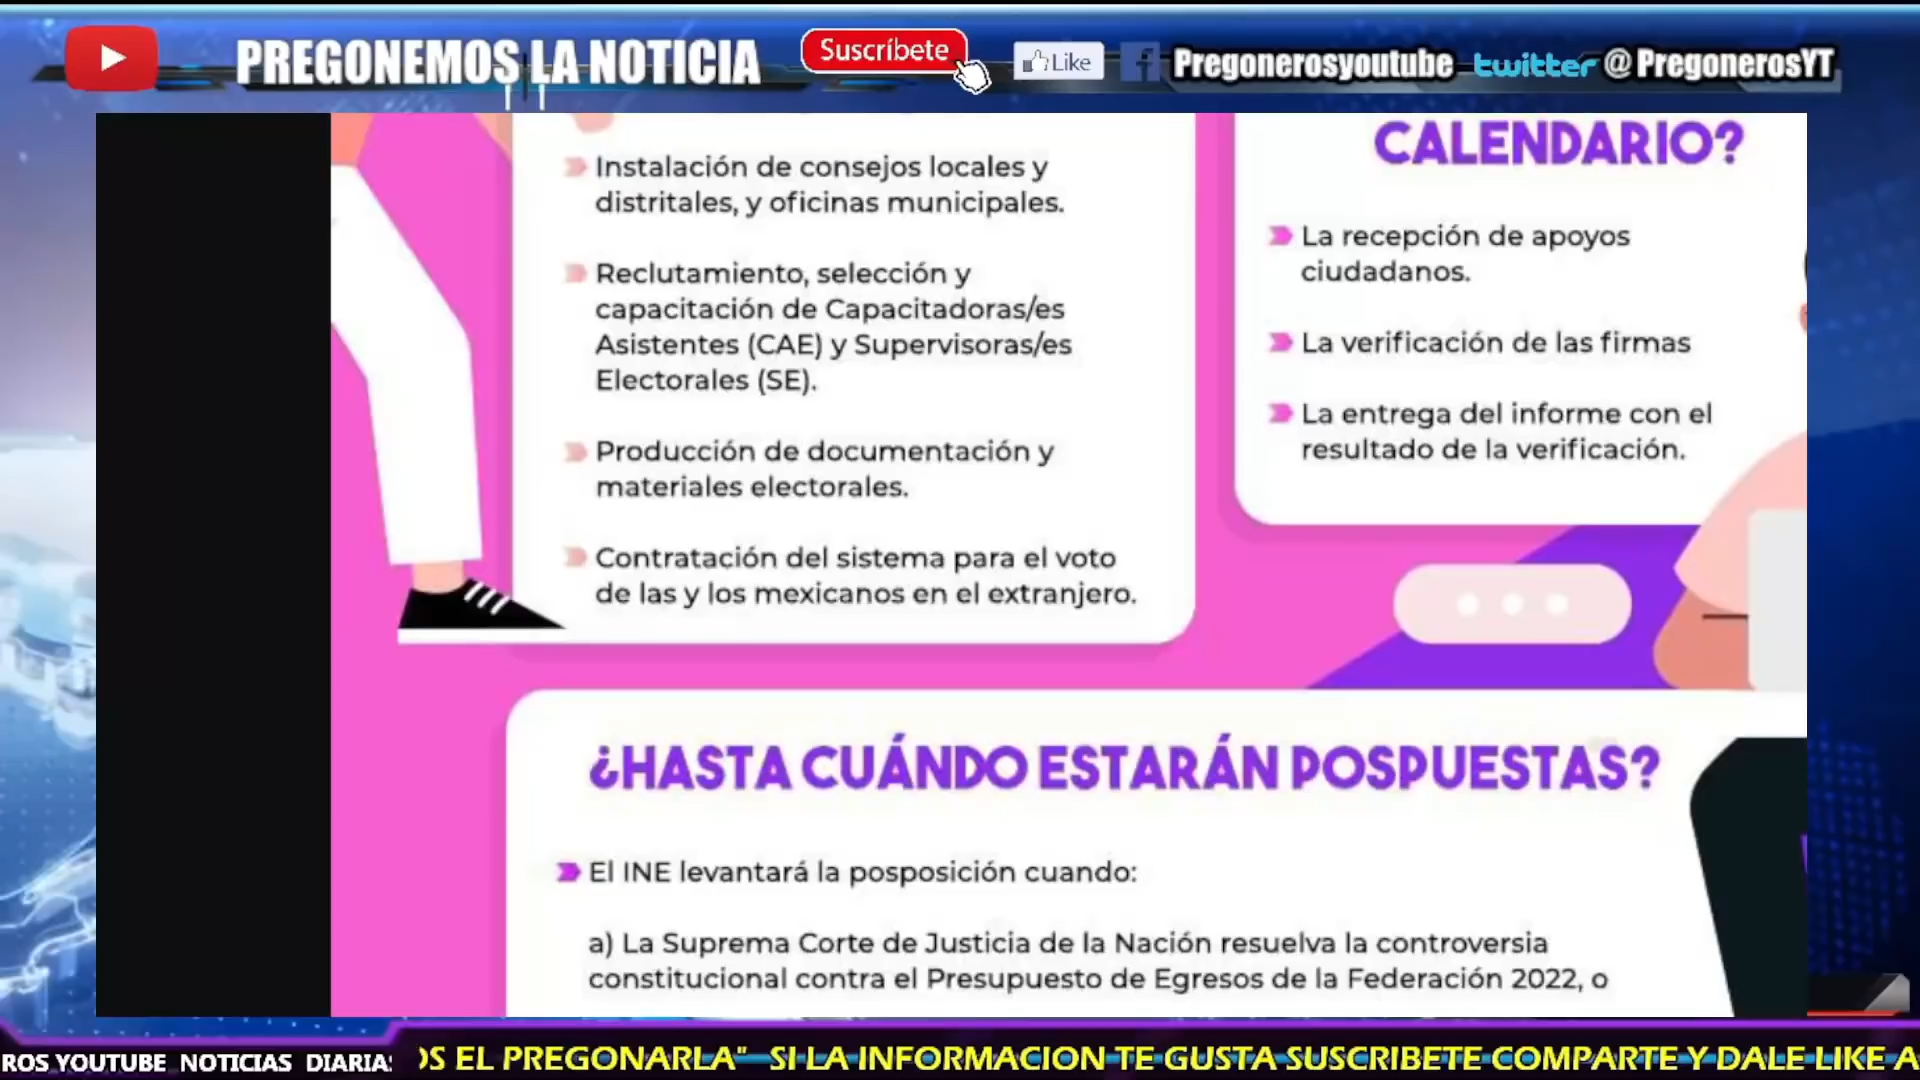 PREGONEMOS LA NOTICIA
Suscríbete
Like
Pregonerosyoutube
twitter @PregonerosYT
Instalación de consejos locales y
distritales, y oficinas municipales.
Reclutamiento, selección y
capacitación de Capacitadoras/es
Asistentes (CAE) y Supervisoras/es
Electorales (SE).
Producción de documentación y
materiales electorales.
Contratación del sistema para el voto
de las y los mexicanos en el extranjero.
CALENDARIO?
La recepción de apoyos
ciudadanos.
La verificación de las firmas
La entrega del informe con el
resultado de la verificación.
¿HASTA CUÁNDO ESTARÁN POSPUESTAS?
El INE levantará la posposición cuando:
a) La Suprema Corte de Justicia de la Nación resuelva la controversia
constitucional contra el Presupuesto de Egresos de la Federación 2022, o
ROS YOUTUBE NOTICIAS DIARIAS
OS EL PREGONARLA" SI LA INFORMACION TE GUSTA SUSCRIBETE COMPARTE Y DALE LIKE A